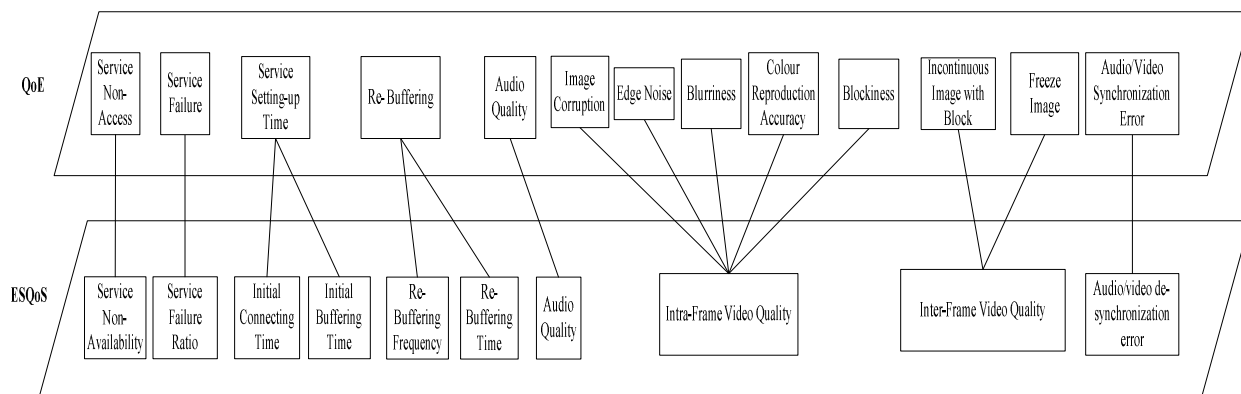 QoE
Service
Non-
Access
Service
Failure
Service
Setting-up
Time
Re- Buffering
Audio
Quality
Image
Corruption
Edge Noise
Blurriness
Colour
Reproduction
Accuracy
Blockiness
Incontinuous
Image with
Block
Freeze
Image
Audio/Video
Synchronization
Error
ESQoS
Service
Non-
Availability
Service
Failure
Ratio
Initial
Connecting
Time
Initial
Buffering
Time
Re-
Buffering
Frequency
Re-
Buffering
Time
Audio
Quality
Intra-Frame Video Quality
Inter-Frame Video Quality
Audio/video de-
synchronization
error